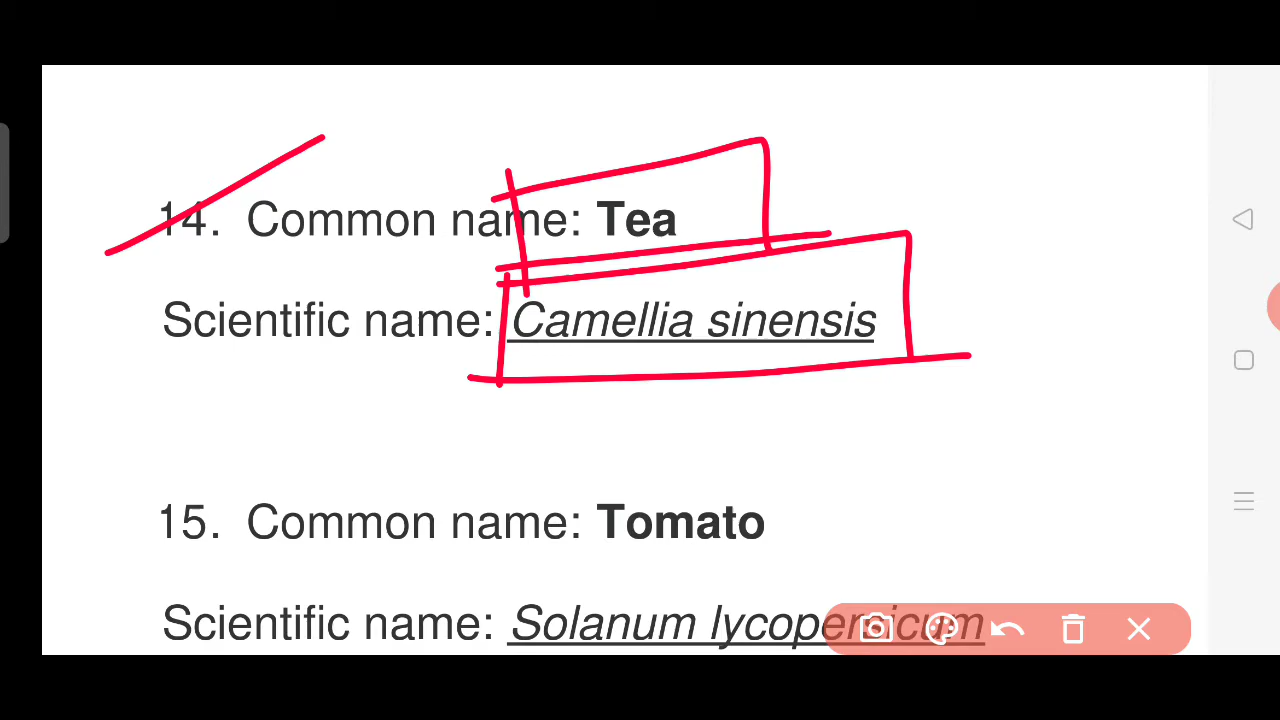 14. Common name: Tea
Scientific name: Camellia sinensis
15. Common name: Tomato
Scientific name: Solanum lycopersicum